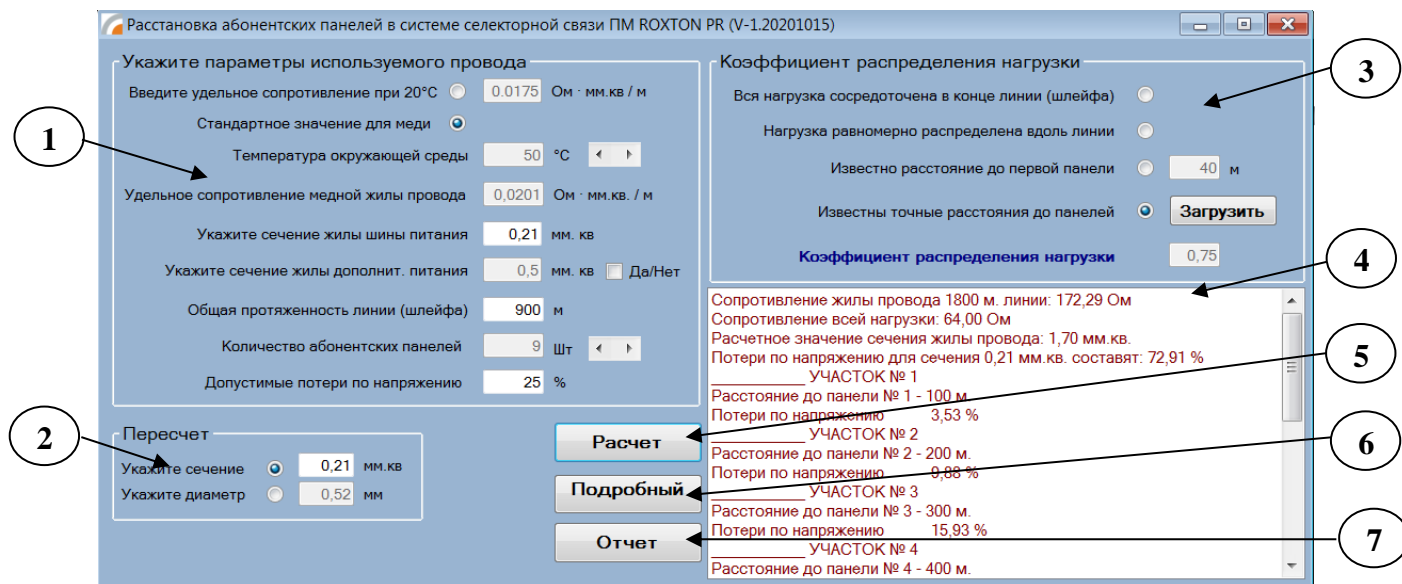 Расстановка абонентских панелей в системе селекторной связи ПМ ROXTON PR (V-1.20201015)
Укажите параметры используемого провода
Введите удельное сопротивление при 20°C 0.0175 Ом · мм.кв / м
Стандартное значение для меди
Температура окружающей среды 50 °C
Удельное сопротивление медной жилы провода 0,0201 Ом · мм.кв. / м
Укажите сечение жилы шины питания 0,21 мм. кв
Укажите сечение жилы дополнит. питания 0,5 мм. кв Да/Нет
Общая протяженность линии (шлейфа) 900 м
Количество абонентских панелей 9 Шт
Допустимые потери по напряжению 25 %
1
Пересчет
Укажите сечение 0,21 мм.кв
Укажите диаметр 0,52 мм
2
Расчет
Подробный
Отчет
Коэффициент распределения нагрузки
Вся нагрузка сосредоточена в конце линии (шлейфа)
Нагрузка равномерно распределена вдоль линии
Известно расстояние до первой панели 40 м
Известны точные расстояния до панелей Загрузить
Коэффициент распределения нагрузки 0,75
3
Сопротивление жилы провода 1800 м. линии: 172,29 Ом
Сопротивление всей нагрузки: 64,00 Ом
Расчетное значение сечения жилы провода: 1,70 мм.кв.
Потери по напряжению для сечения 0,21 мм.кв. составят: 72,91 %
___________ УЧАСТОК № 1
Расстояние до панели № 1 - 100 м.
Потери по напряжению 3,53 %
___________ УЧАСТОК № 2
Расстояние до панели № 2 - 200 м.
Потери по напряжению 9,88 %
___________ УЧАСТОК № 3
Расстояние до панели № 3 - 300 м.
Потери по напряжению 15,93 %
___________ УЧАСТОК № 4
Расстояние до панели № 4 - 400 м.
4
5
6
7